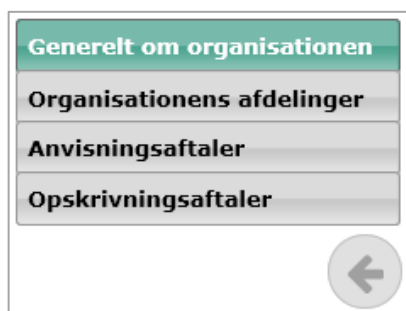 Generelt om organisationen
Organisationens afdelinger
Anvisningsaftaler
Opskrivningsaftaler